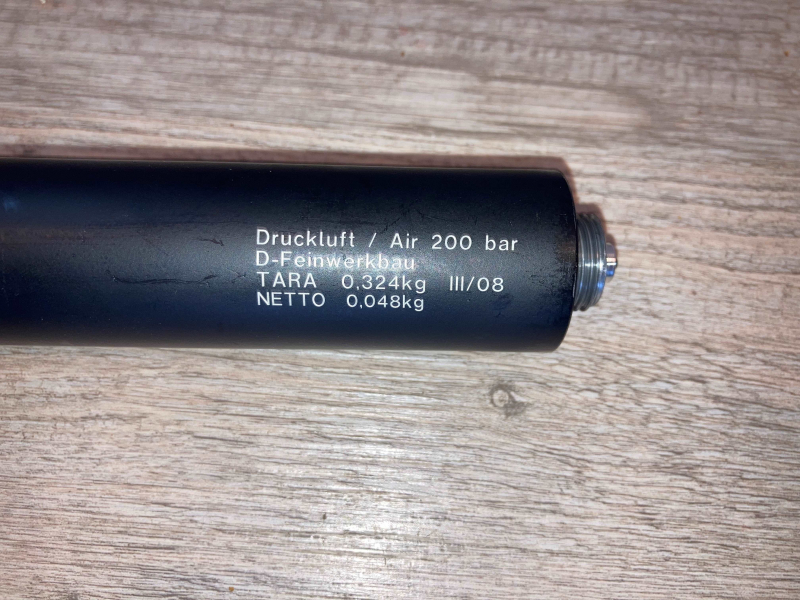 Druckluft / Air 200 bar
D-Feinwerkbau
TARA 0,324kg III/08
NETTO 0,048kg